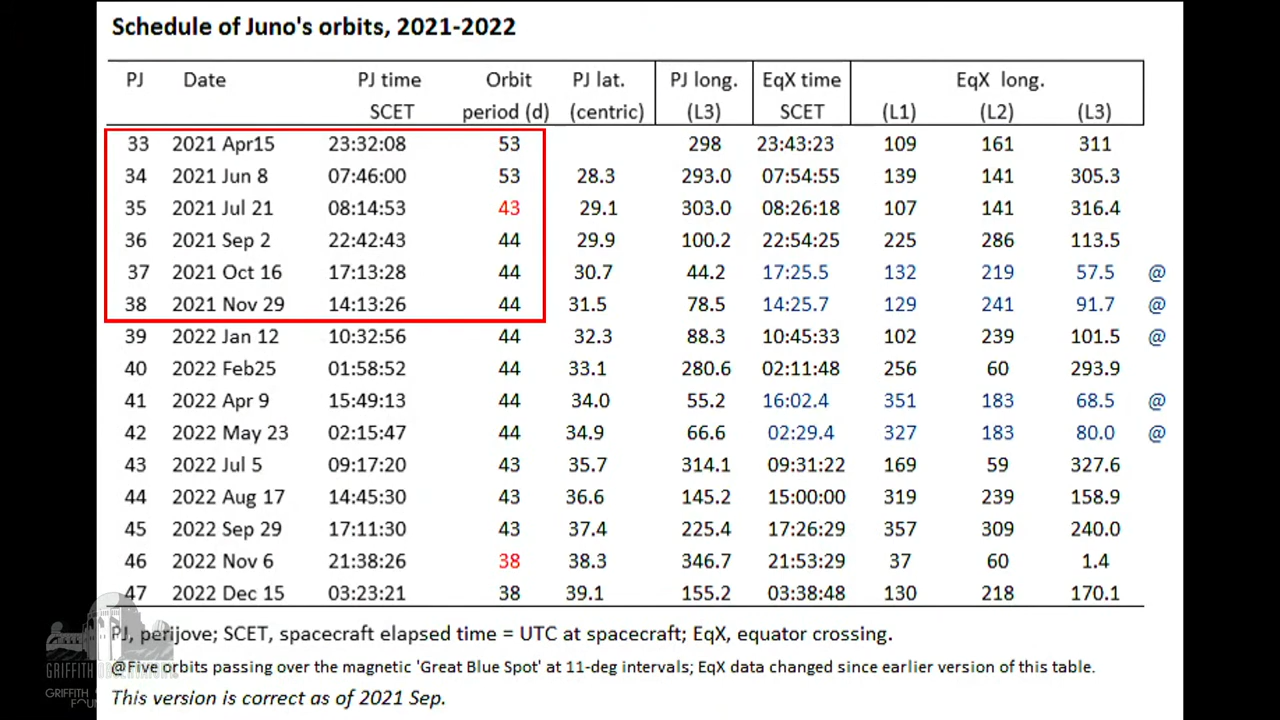 Schedule of Juno's orbits, 2021-2022
PJ Date PJ time Orbit PJ lat. PJ long. EqX time EqX long.
SCET period (d) (centric) (L3) SCET (L1) (L2) (L3)
33 2021 Apr15 23:32:08 53 298 23:43:23 109 161 311
34 2021 Jun 8 07:46:00 53 28.3 293.0 07:54:55 139 141 305.3
35 2021 Jul 21 08:14:53 43 29.1 303.0 08:26:18 107 141 316.4
36 2021 Sep 2 22:42:43 44 29.9 100.2 22:54:25 225 286 113.5
37 2021 Oct 16 17:13:28 44 30.7 44.2 17:25.5 132 219 57.5 @
38 2021 Nov 29 14:13:26 44 31.5 78.5 14:25.7 129 241 91.7 @
39 2022 Jan 12 10:32:56 44 32.3 88.3 10:45:33 102 239 101.5 @
40 2022 Feb25 01:58:52 44 33.1 280.6 02:11:48 256 60 293.9
41 2022 Apr 9 15:49:13 44 34.0 55.2 16:02.4 351 183 68.5 @
42 2022 May 23 02:15:47 44 34.9 66.6 02:29.4 327 183 80.0 @
43 2022 Jul 5 09:17:20 43 35.7 314.1 09:31:22 169 59 327.6
44 2022 Aug 17 14:45:30 43 36.6 145.2 15:00:00 319 239 158.9
45 2022 Sep 29 17:11:30 43 37.4 225.4 17:26:29 357 309 240.0
46 2022 Nov 6 21:38:26 38 38.3 346.7 21:53:29 37 60 1.4
47 2022 Dec 15 03:23:21 38 39.1 155.2 03:38:48 130 218 170.1
PJ, perijove; SCET, spacecraft elapsed time = UTC at spacecraft; EqX, equator crossing.
@Five orbits passing over the magnetic 'Great Blue Spot' at 11-deg intervals; EqX data changed since earlier version of this table.
This version is correct as of 2021 Sep.
GRIFFITH OBSERVATORY
GRIFFITH